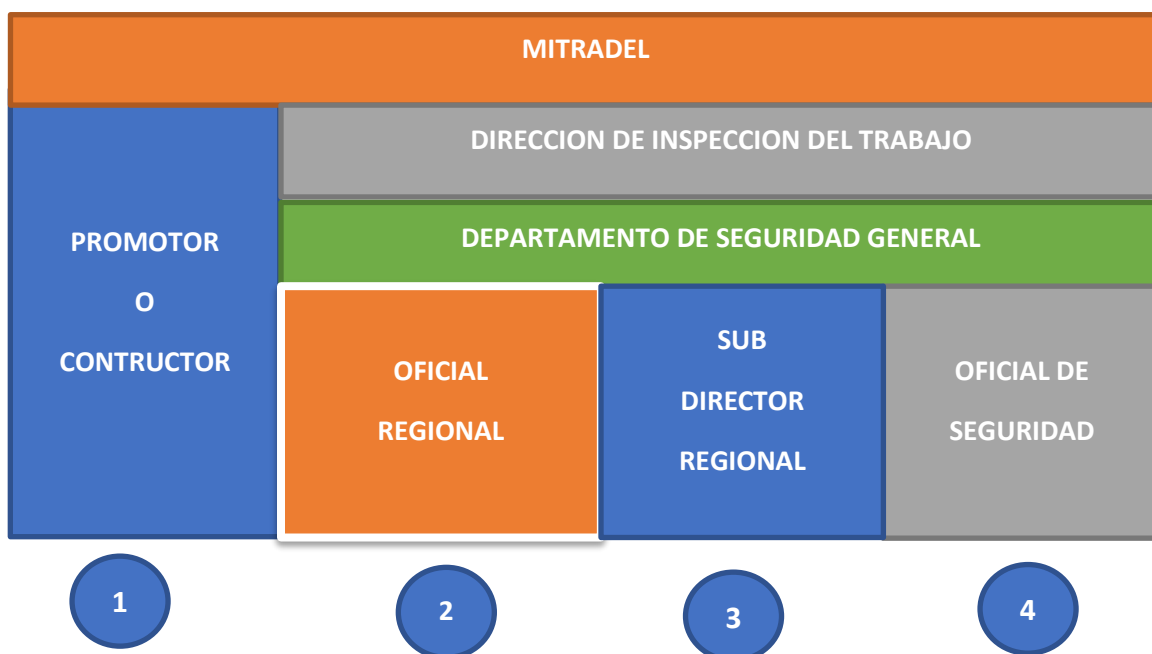 MITRADEL
DIRECCION DE INSPECCION DEL TRABAJO
DEPARTAMENTO DE SEGURIDAD GENERAL
PROMOTOR
O
CONTRUCTOR
OFICIAL
REGIONAL
SUB
DIRECTOR
REGIONAL
OFICIAL DE
SEGURIDAD
1
2
3
4